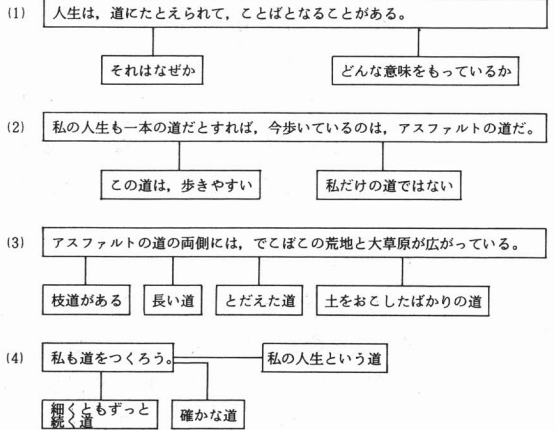 (1) 人生は，道にたとえられて，ことばとなることがある。
それはなぜか
どんな意味をもっているか
(2) 私の人生も一本の道だとすれば，今歩いているのは，アスファルトの道だ。
この道は，歩きやすい
私だけの道ではない
(3) アスファルトの道の両側には，でこぼこの荒地と大草原が広がっている。
枝道がある
長い道
とだえた道
土をおこしたばかりの道
(4) 私も道をつくろう。
私の人生という道
細くともずっと
続く道
確かな道